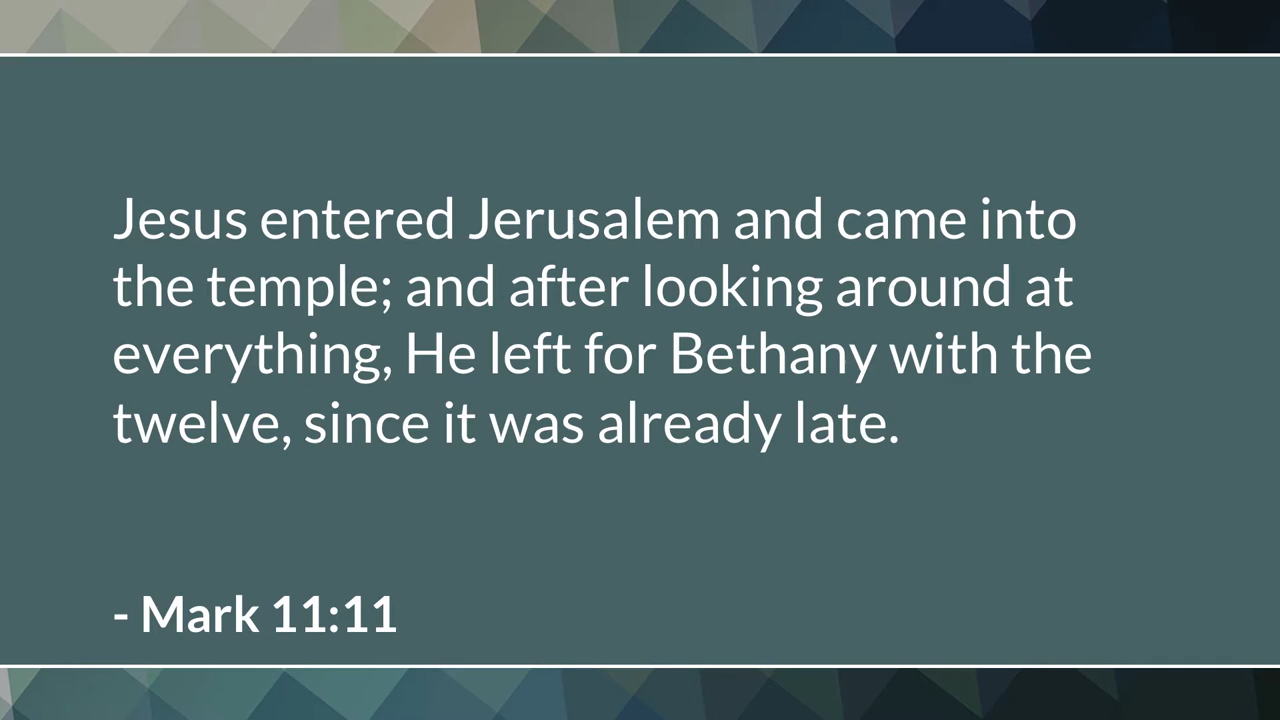 Jesus entered Jerusalem and came into
the temple; and after looking around at
everything, He left for Bethany with the
twelve, since it was already late.
- Mark 11:11